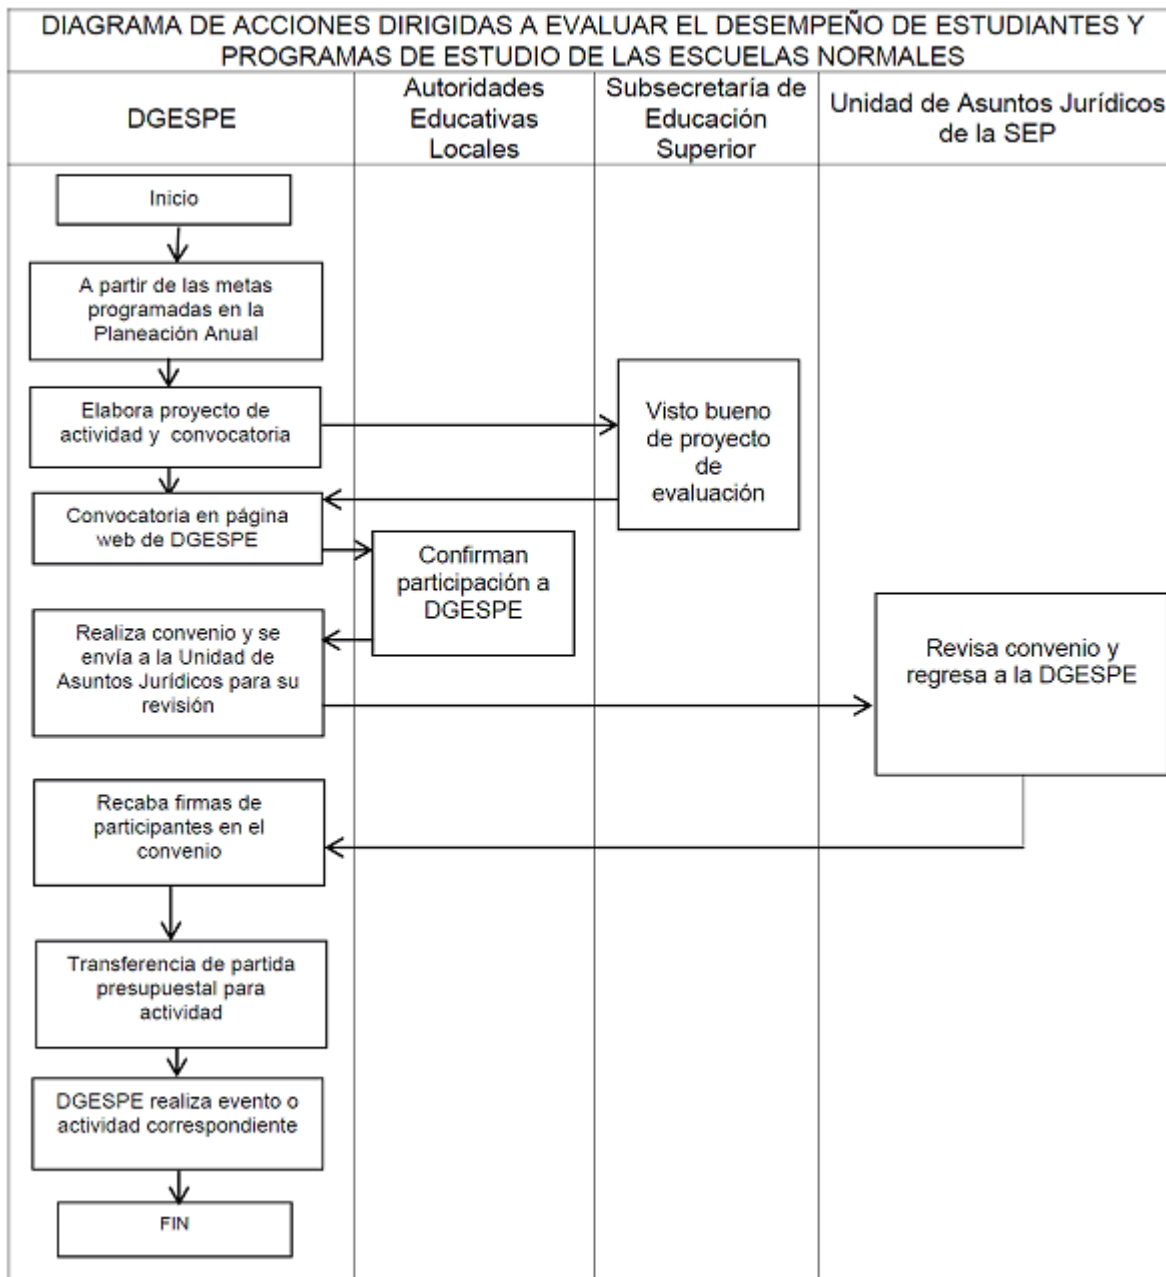 DIAGRAMA DE ACCIONES DIRIGIDAS A EVALUAR EL DESEMPEÑO DE ESTUDIANTES Y
PROGRAMAS DE ESTUDIO DE LAS ESCUELAS NORMALES
DGESPE
Autoridades
Educativas
Locales
Subsecretaría de
Educación
Superior
Unidad de Asuntos Jurídicos
de la SEP
Inicio
A partir de las metas
programadas en la
Planeación Anual
Elabora proyecto de
actividad y convocatoria
Visto bueno
de proyecto
de
evaluación
Convocatoria en página
web de DGESPE
Confirman
participación a
DGESPE
Realiza convenio y se
envía a la Unidad de
Asuntos Jurídicos para su
revisión
Revisa convenio y
regresa a la DGESPE
Recaba firmas de
participantes en el
convenio
Transferencia de partida
presupuestal para
actividad
DGESPE realiza evento o
actividad correspondiente
FIN